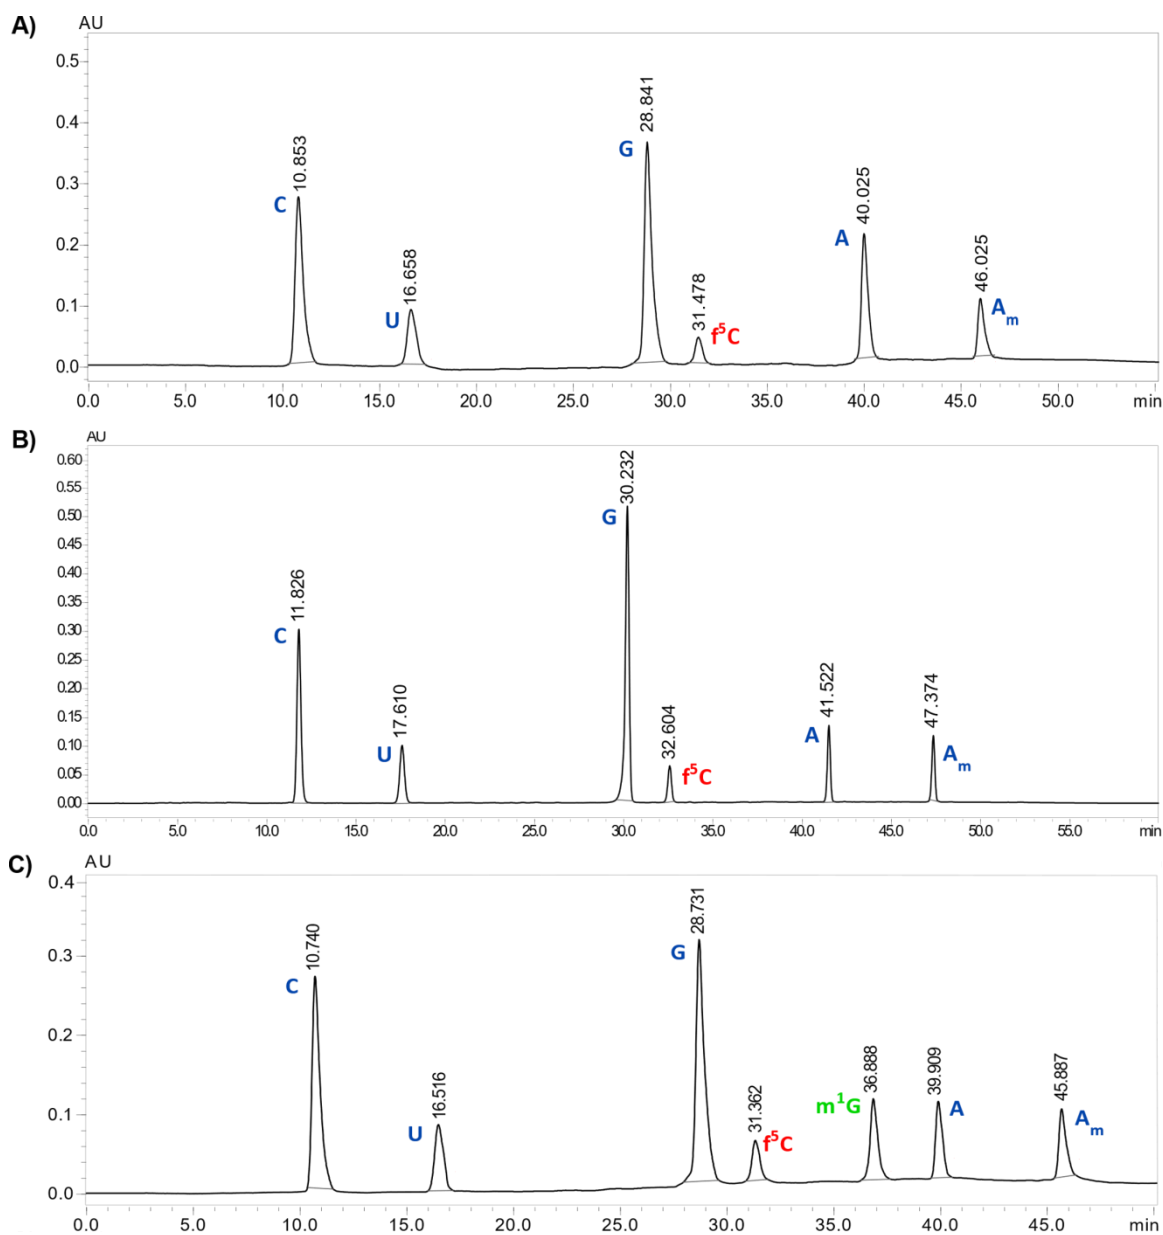 A)
AU
0.5
0.4
0.3
0.2
0.1
0.0
C 10.853
U 16.658
G 28.841
f⁵C 31.478
A 40.025
Aₘ 46.025
0.0 5.0 10.0 15.0 20.0 25.0 30.0 35.0 40.0 45.0 50.0 min
B)
AU
0.60
0.55
0.50
0.45
0.40
0.35
0.30
0.25
0.20
0.15
0.10
0.05
0.00
C 11.826
U 17.610
G 30.232
f⁵C 32.604
A 41.522
Aₘ 47.374
0.0 5.0 10.0 15.0 20.0 25.0 30.0 35.0 40.0 45.0 50.0 55.0 min
C)
AU
0.4
0.3
0.2
0.1
0.0
C 10.740
U 16.516
G 28.731
f⁵C 31.362
m¹G 36.888
A 39.909
Aₘ 45.887
0.0 5.0 10.0 15.0 20.0 25.0 30.0 35.0 40.0 45.0 min